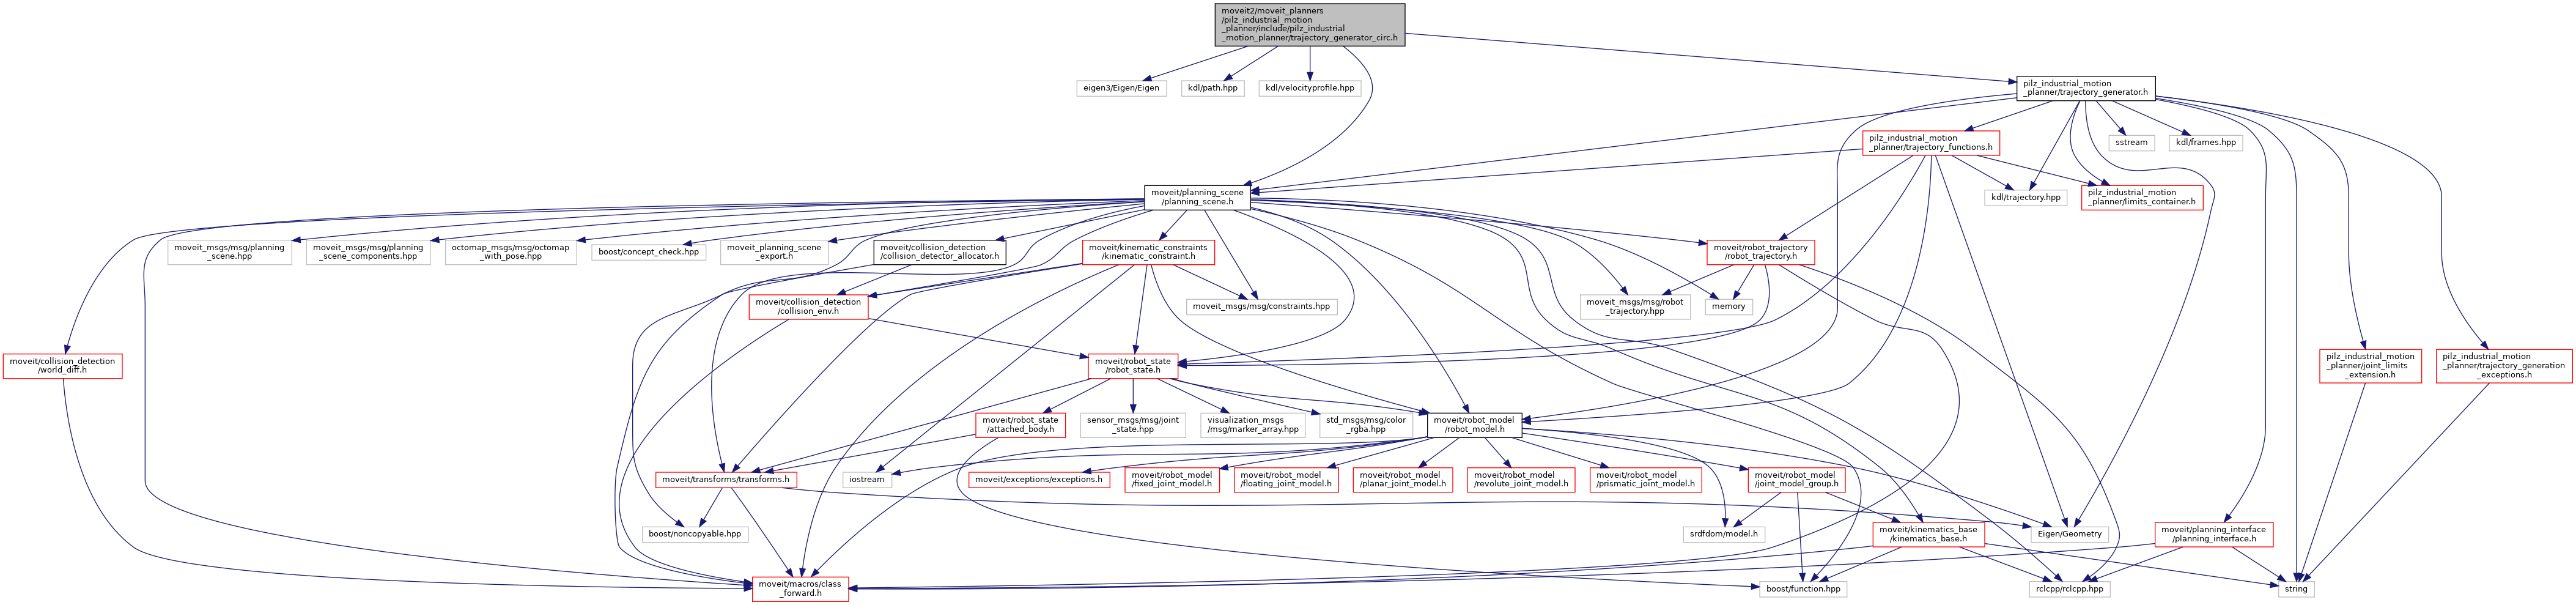 moveit2/moveit_planners
/pilz_industrial_motion
_planner/include/pilz_industrial
_motion_planner/trajectory_generator_circ.h
eigen3/Eigen/Eigen
kdl/path.hpp
kdl/velocityprofile.hpp
pilz_industrial_motion
_planner/trajectory_generator.h
pilz_industrial_motion
_planner/trajectory_functions.h
sstream
kdl/frames.hpp
moveit/planning_scene
/planning_scene.h
kdl/trajectory.hpp
pilz_industrial_motion
_planner/limits_container.h
moveit_msgs/msg/planning
_scene.hpp
moveit_msgs/msg/planning
_scene_components.hpp
octomap_msgs/msg/octomap
_with_pose.hpp
boost/concept_check.hpp
moveit_planning_scene
_export.h
moveit/collision_detection
/collision_detector_allocator.h
moveit/kinematic_constraints
/kinematic_constraint.h
moveit/robot_trajectory
/robot_trajectory.h
moveit/collision_detection
/collision_env.h
moveit_msgs/msg/constraints.hpp
moveit_msgs/msg/robot
_trajectory.hpp
memory
moveit/collision_detection
/world_diff.h
moveit/robot_state
/robot_state.h
pilz_industrial_motion
_planner/joint_limits
_extension.h
pilz_industrial_motion
_planner/trajectory_generation
_exceptions.h
moveit/robot_state
/attached_body.h
sensor_msgs/msg/joint
_state.hpp
visualization_msgs
/msg/marker_array.hpp
std_msgs/msg/color
_rgba.hpp
moveit/robot_model
/robot_model.h
moveit/transforms/transforms.h
iostream
moveit/exceptions/exceptions.h
moveit/robot_model
/fixed_joint_model.h
moveit/robot_model
/floating_joint_model.h
moveit/robot_model
/planar_joint_model.h
moveit/robot_model
/revolute_joint_model.h
moveit/robot_model
/prismatic_joint_model.h
moveit/robot_model
/joint_model_group.h
boost/noncopyable.hpp
srdfdom/model.h
moveit/kinematics_base
/kinematics_base.h
Eigen/Geometry
moveit/planning_interface
/planning_interface.h
moveit/macros/class
_forward.h
boost/function.hpp
rclcpp/rclcpp.hpp
string